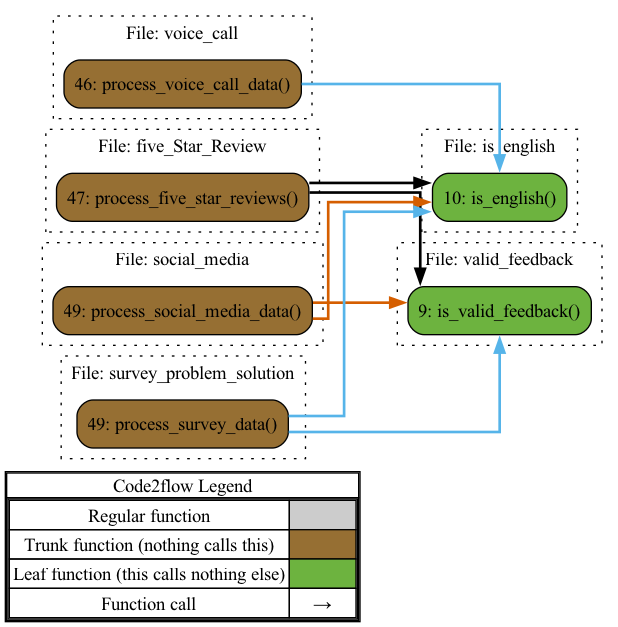 File: voice_call
46: process_voice_call_data()
File: five_Star_Review
47: process_five_star_reviews()
File: is_english
10: is_english()
File: social_media
49: process_social_media_data()
File: valid_feedback
9: is_valid_feedback()
File: survey_problem_solution
49: process_survey_data()
Code2flow Legend
Regular function
Trunk function (nothing calls this)
Leaf function (this calls nothing else)
Function call →